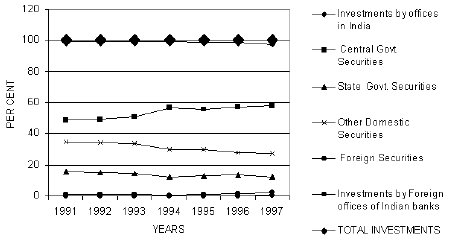 120
100
80
60
40
20
0
PER CENT
1991 1992 1993 1994 1995 1996 1997
YEARS
Investments by offices
in India
Central Govt.
Securities
State Govt. Securities
Other Domestic
Securities
Foreign Securities
Investments by Foreign
offices of Indian banks
TOTAL INVESTMENTS